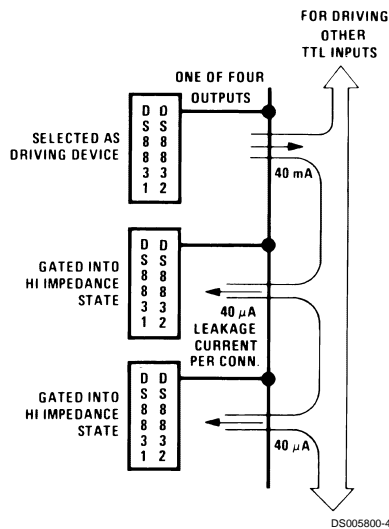 FOR DRIVING
OTHER
TTL INPUTS
ONE OF FOUR
OUTPUTS
SELECTED AS
DRIVING DEVICE
DS8831
DS8832
40 mA
GATED INTO
HI IMPEDANCE
STATE
DS8831
DS8832
40 μA
LEAKAGE
CURRENT
PER CONN.
GATED INTO
HI IMPEDANCE
STATE
DS8831
DS8832
40 μA
DS005800-4